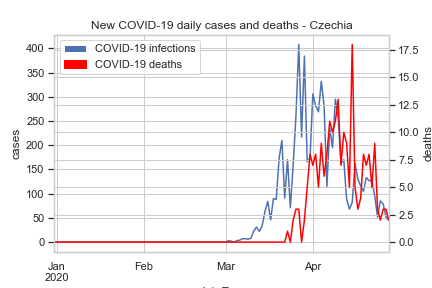 New COVID-19 daily cases and deaths - Czechia
COVID-19 infections
COVID-19 deaths
400
350
300
250
200
150
100
50
0
cases
17.5
15.0
12.5
10.0
7.5
5.0
2.5
0.0
deaths
Jan
2020
Feb
Mar
Apr